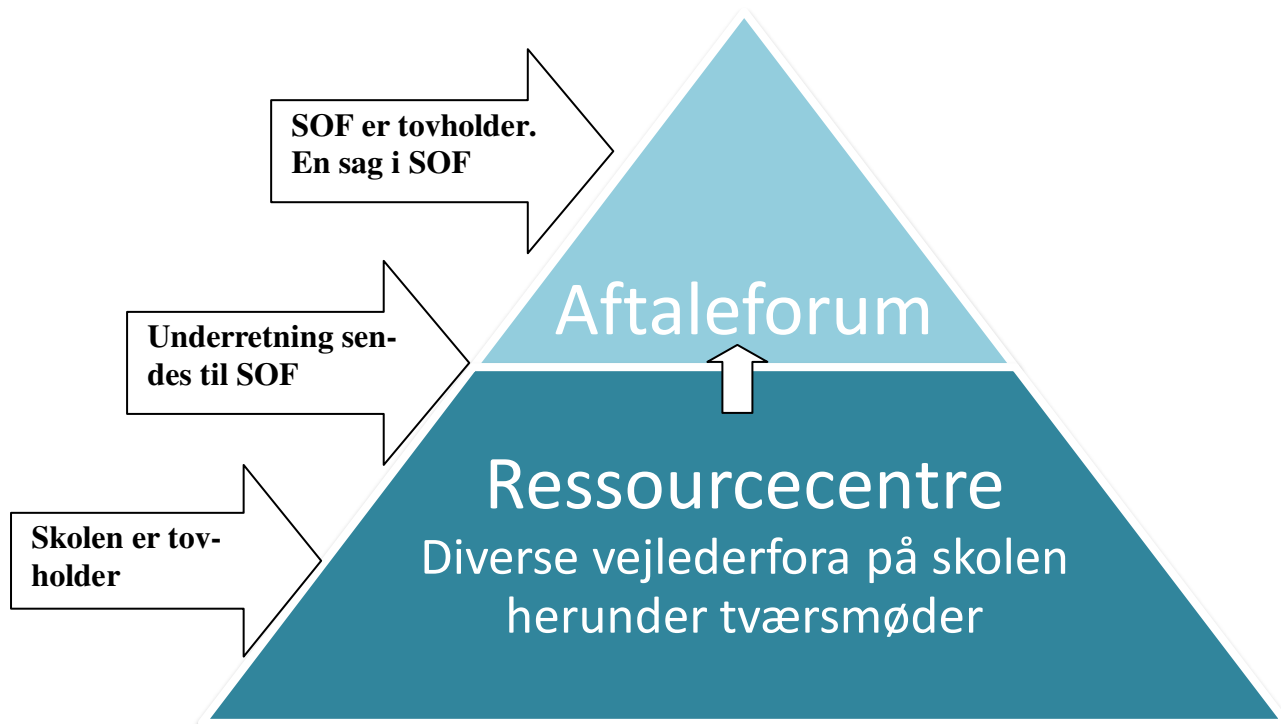 SOF er tovholder.
En sag i SOF
Aftaleforum
Underretning sen-
des til SOF
Ressourcecentre
Diverse vejlederfora på skolen
herunder tværsmøder
Skolen er tov-
holder